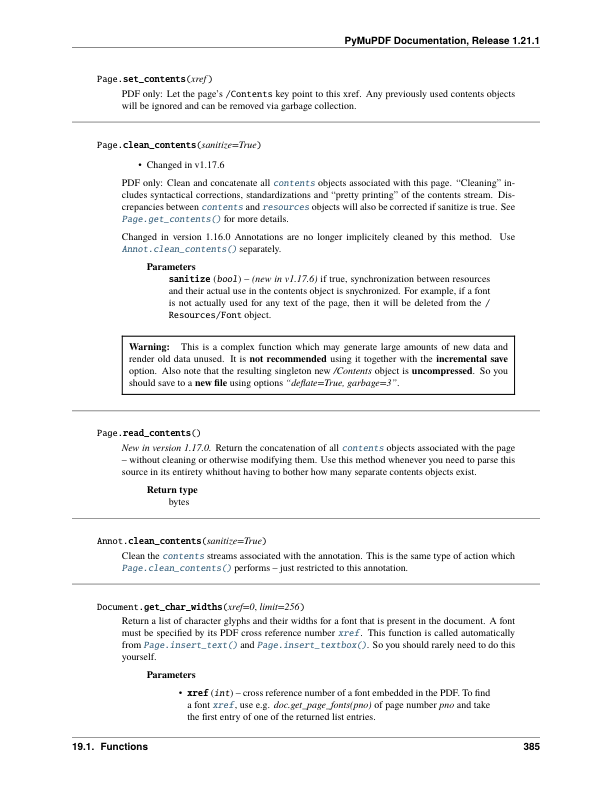 PyMuPDF Documentation, Release 1.21.1
Page.set_contents(xref)
PDF only: Let the page's /Contents key point to this xref. Any previously used contents objects
will be ignored and can be removed via garbage collection.
Page.clean_contents(sanitize=True)
• Changed in v1.17.6
PDF only: Clean and concatenate all contents objects associated with this page. “Cleaning” in-
cludes syntactical corrections, standardizations and “pretty printing” of the contents stream. Dis-
crepancies between contents and resources objects will also be corrected if sanitize is true. See
Page.get_contents() for more details.
Changed in version 1.16.0 Annotations are no longer implicitely cleaned by this method. Use
Annot.clean_contents() separately.
Parameters
sanitize (bool) – (new in v1.17.6) if true, synchronization between resources
and their actual use in the contents object is snychronized. For example, if a font
is not actually used for any text of the page, then it will be deleted from the /
Resources/Font object.
Warning: This is a complex function which may generate large amounts of new data and
render old data unused. It is not recommended using it together with the incremental save
option. Also note that the resulting singleton new /Contents object is uncompressed. So you
should save to a new file using options “deflate=True, garbage=3”.
Page.read_contents()
New in version 1.17.0. Return the concatenation of all contents objects associated with the page
– without cleaning or otherwise modifying them. Use this method whenever you need to parse this
source in its entirety whithout having to bother how many separate contents objects exist.
Return type
bytes
Annot.clean_contents(sanitize=True)
Clean the contents streams associated with the annotation. This is the same type of action which
Page.clean_contents() performs – just restricted to this annotation.
Document.get_char_widths(xref=0, limit=256)
Return a list of character glyphs and their widths for a font that is present in the document. A font
must be specified by its PDF cross reference number xref. This function is called automatically
from Page.insert_text() and Page.insert_textbox(). So you should rarely need to do this
yourself.
Parameters
• xref (int) – cross reference number of a font embedded in the PDF. To find
a font xref, use e.g. doc.get_page_fonts(pno) of page number pno and take
the first entry of one of the returned list entries.
19.1. Functions 385